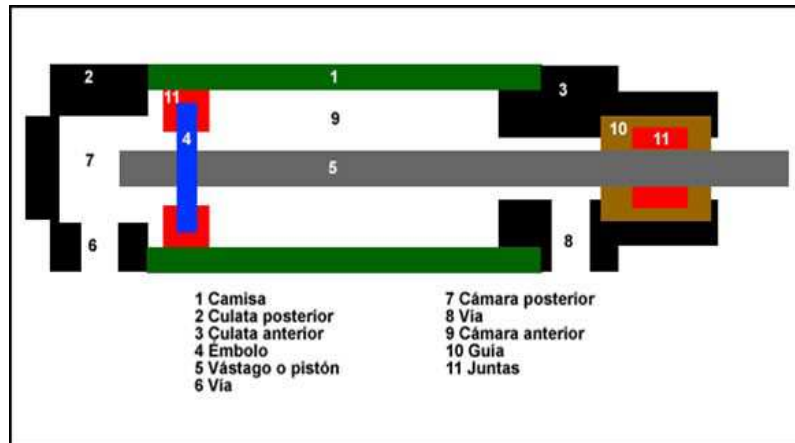 2
1
3
11
9
10
11
4
7
5
6
8
1 Camisa
2 Culata posterior
3 Culata anterior
4 Émbolo
5 Vástago o pistón
6 Vía
7 Cámara posterior
8 Vía
9 Cámara anterior
10 Guía
11 Juntas